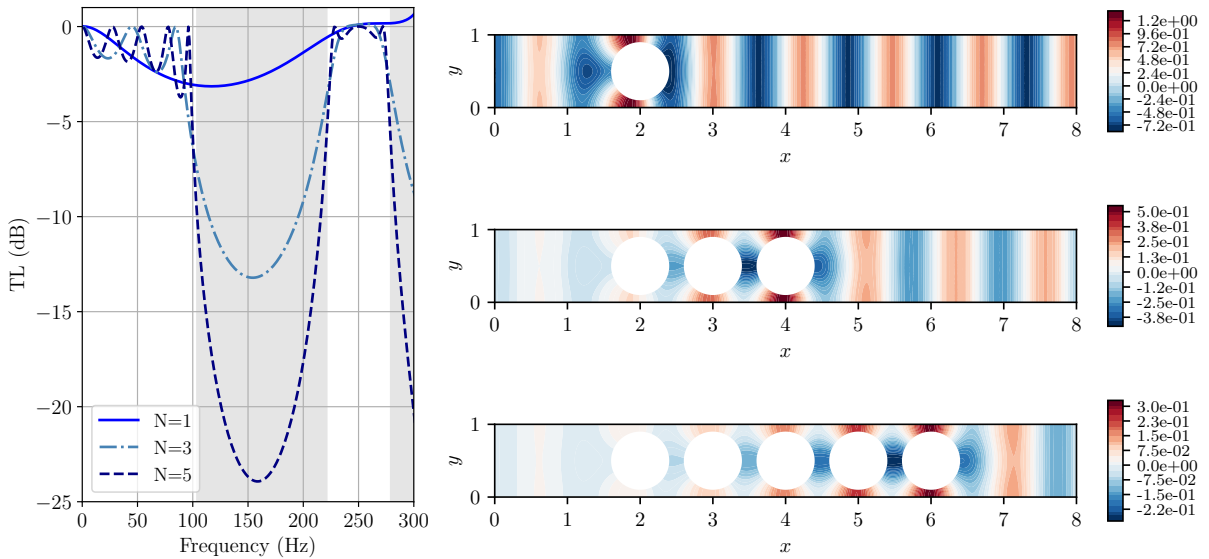 TL (dB)
0
−5
−10
−15
−20
−25
0 50 100 150 200 250 300
Frequency (Hz)
N=1
N=3
N=5
y
1
0
0 1 2 3 4 5 6 7 8
x
1.2e+00
9.6e-01
7.2e-01
4.8e-01
2.4e-01
0.0e+00
-2.4e-01
-4.8e-01
-7.2e-01
y
1
0
0 1 2 3 4 5 6 7 8
x
5.0e-01
3.8e-01
2.5e-01
1.3e-01
0.0e+00
-1.2e-01
-2.5e-01
-3.8e-01
y
1
0
0 1 2 3 4 5 6 7 8
x
3.0e-01
2.3e-01
1.5e-01
7.5e-02
0.0e+00
-7.5e-02
-1.5e-01
-2.2e-01